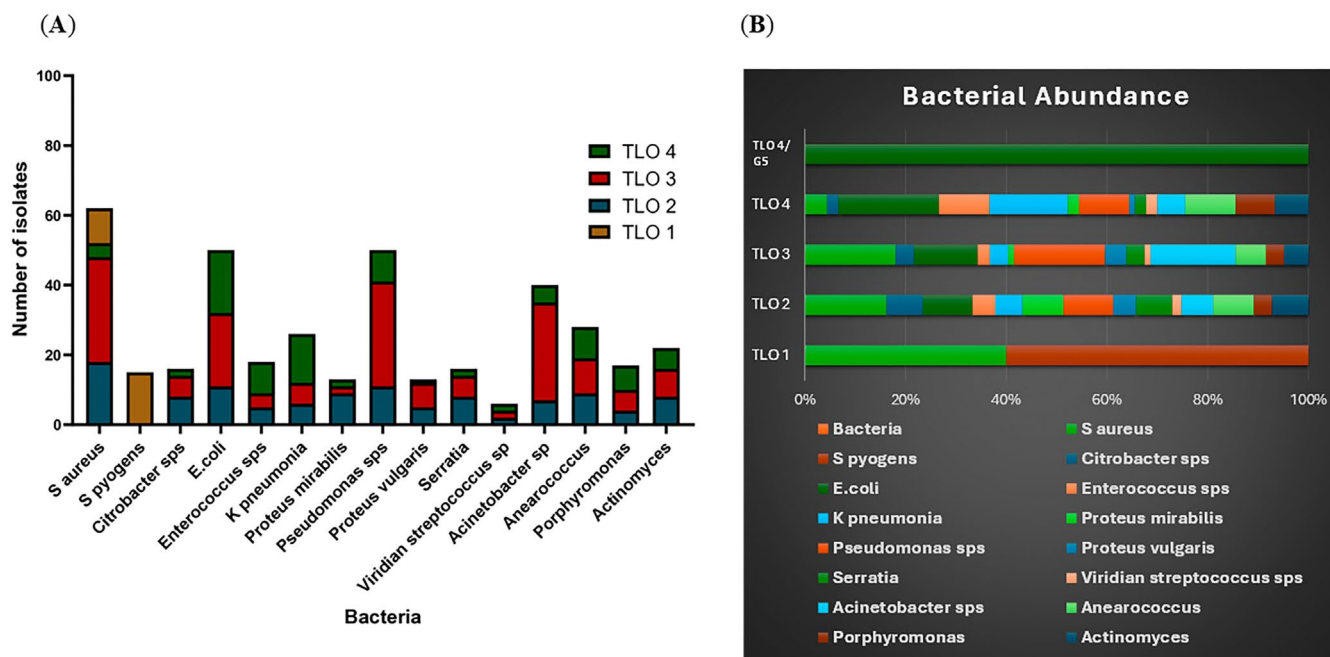 (A)
100
80
60
40
20
0
Number of isolates
TLO 4
TLO 3
TLO 2
TLO 1
S aureus
S pyogens
Citrobacter sps
E.coli
Enterococcus sps
K pneumonia
Proteus mirabilis
Pseudomonas sps
Proteus vulgaris
Serratia
Viridian streptococcus sp
Acinetobacter sp
Anearococcus
Porphyromonas
Actinomyces
Bacteria
(B)
Bacterial Abundance
TLO 4/
G5
TLO 4
TLO 3
TLO 2
TLO 1
0% 20% 40% 60% 80% 100%
Bacteria S aureus
S pyogens Citrobacter sps
E.coli Enterococcus sps
K pneumonia Proteus mirabilis
Pseudomonas sps Proteus vulgaris
Serratia Viridian streptococcus sps
Acinetobacter sps Anearococcus
Porphyromonas Actinomyces